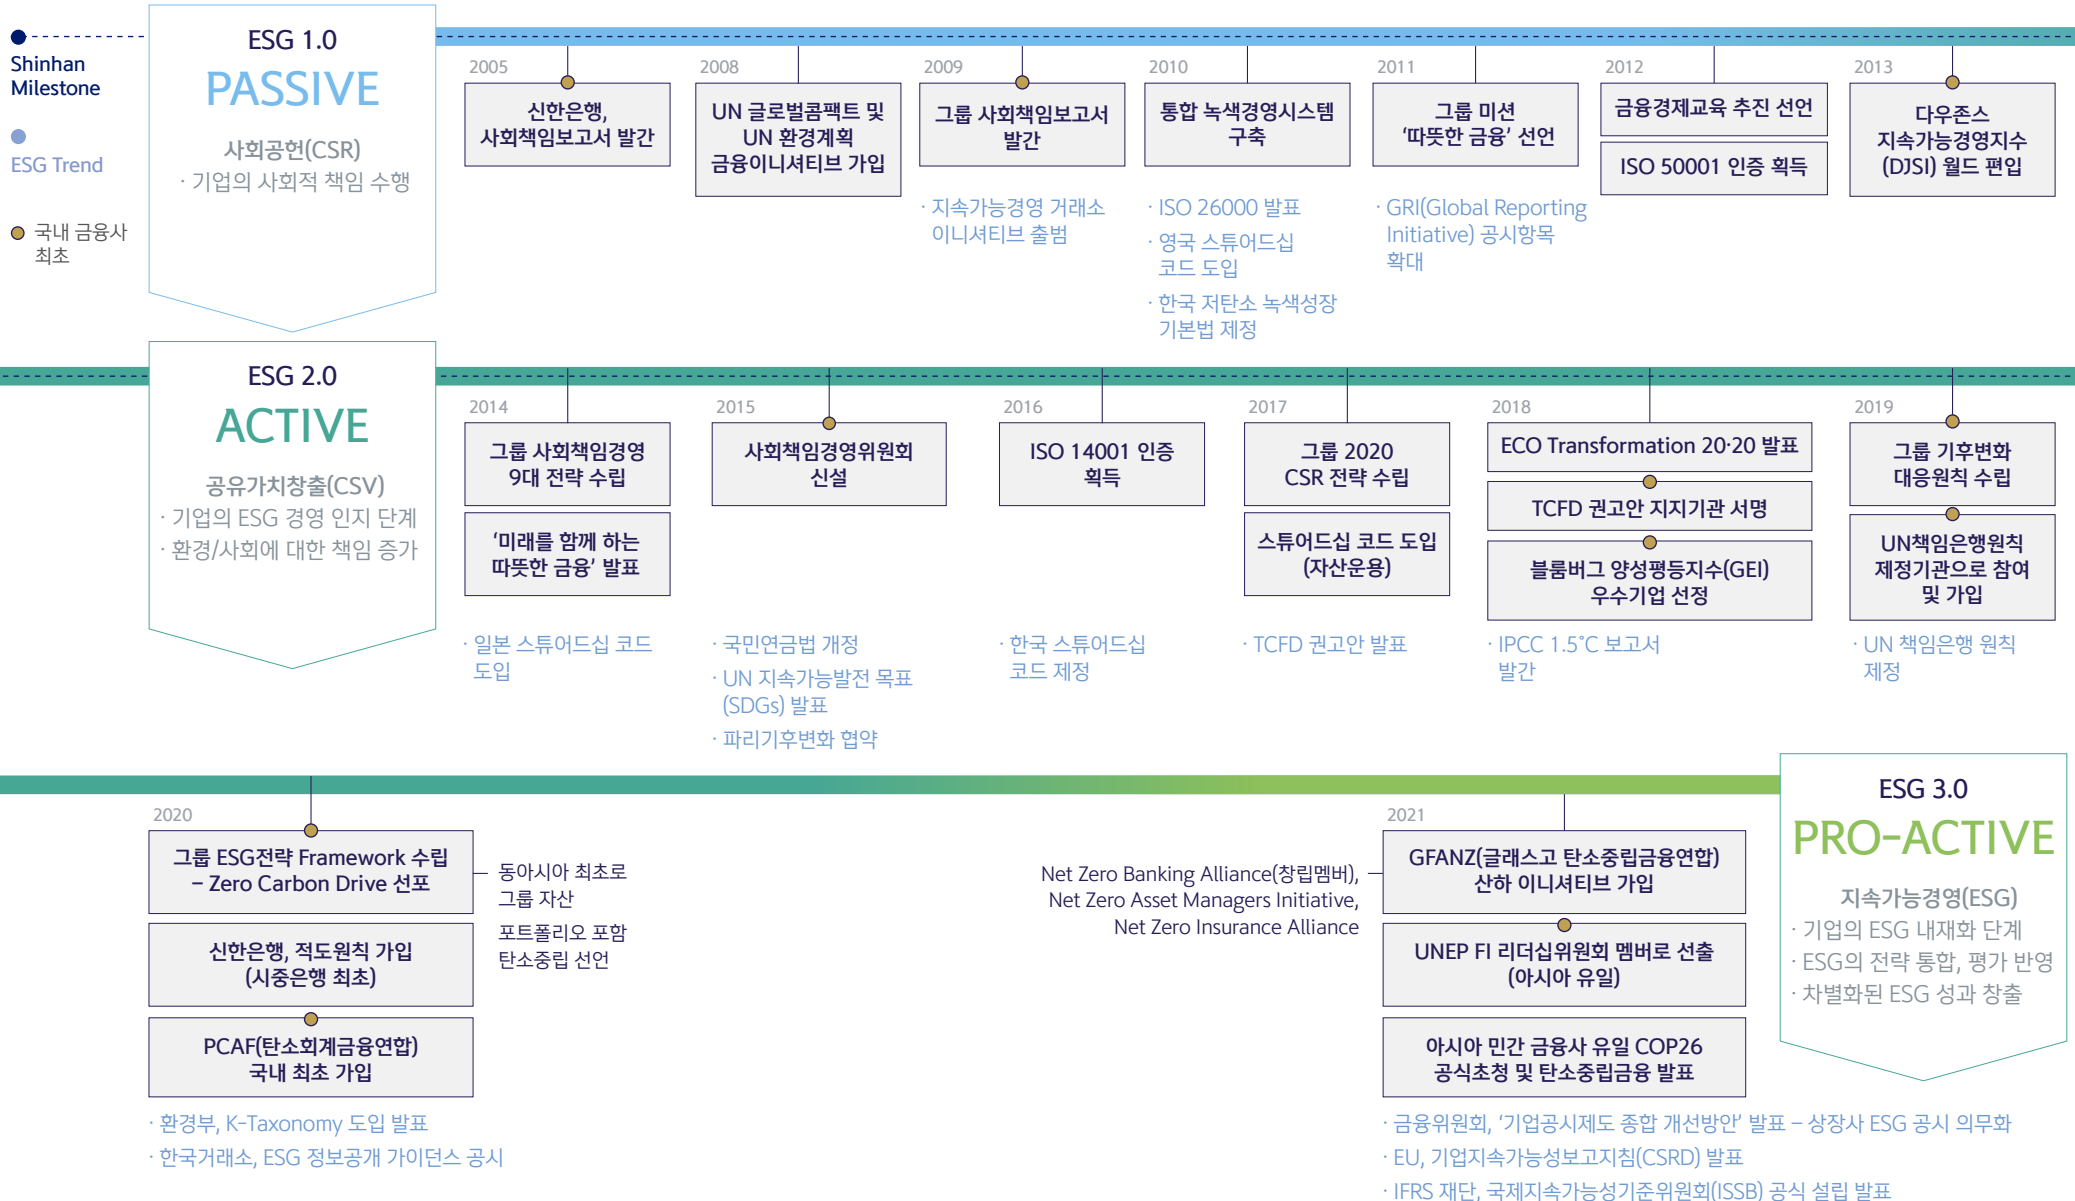 Shinhan
Milestone
ESG Trend
국내 금융사
최초
ESG 1.0
PASSIVE
사회공헌(CSR)
· 기업의 사회적 책임 수행
2005
신한은행,
사회책임보고서 발간
2008
UN 글로벌콤팩트 및
UN 환경계획
금융이니셔티브 가입
2009
그룹 사회책임보고서
발간
· 지속가능경영 거래소
이니셔티브 출범
2010
통합 녹색경영시스템
구축
· ISO 26000 발표
· 영국 스튜어드십
코드 도입
· 한국 저탄소 녹색성장
기본법 제정
2011
그룹 미션
‘따뜻한 금융’ 선언
· GRI(Global Reporting
Initiative) 공시항목
확대
2012
금융경제교육 추진 선언
ISO 50001 인증 획득
2013
다우존스
지속가능경영지수
(DJSI) 월드 편입
ESG 2.0
ACTIVE
공유가치창출(CSV)
· 기업의 ESG 경영 인지 단계
· 환경/사회에 대한 책임 증가
2014
그룹 사회책임경영
9대 전략 수립
‘미래를 함께 하는
따뜻한 금융’ 발표
· 일본 스튜어드십 코드
도입
2015
사회책임경영위원회
신설
· 국민연금법 개정
· UN 지속가능발전 목표
(SDGs) 발표
· 파리기후변화 협약
2016
ISO 14001 인증
획득
· 한국 스튜어드십
코드 제정
2017
그룹 2020
CSR 전략 수립
스튜어드십 코드 도입
(자산운용)
· TCFD 권고안 발표
2018
ECO Transformation 20·20 발표
TCFD 권고안 지지기관 서명
블룸버그 양성평등지수(GEI)
우수기업 선정
· IPCC 1.5°C 보고서
발간
2019
그룹 기후변화
대응원칙 수립
UN책임은행원칙
제정기관으로 참여
및 가입
· UN 책임은행 원칙
제정
2020
그룹 ESG전략 Framework 수립
– Zero Carbon Drive 선포
동아시아 최초로
그룹 자산
포트폴리오 포함
탄소중립 선언
신한은행, 적도원칙 가입
(시중은행 최초)
PCAF(탄소회계금융연합)
국내 최초 가입
· 환경부, K-Taxonomy 도입 발표
· 한국거래소, ESG 정보공개 가이던스 공시
2021
Net Zero Banking Alliance(창립멤버),
Net Zero Asset Managers Initiative,
Net Zero Insurance Alliance
GFANZ(글래스고 탄소중립금융연합)
산하 이니셔티브 가입
UNEP FI 리더십위원회 멤버로 선출
(아시아 유일)
아시아 민간 금융사 유일 COP26
공식초청 및 탄소중립금융 발표
· 금융위원회, ‘기업공시제도 종합 개선방안’ 발표 – 상장사 ESG 공시 의무화
· EU, 기업지속가능성보고지침(CSRD) 발표
· IFRS 재단, 국제지속가능성기준위원회(ISSB) 공식 설립 발표
ESG 3.0
PRO-ACTIVE
지속가능경영(ESG)
· 기업의 ESG 내재화 단계
· ESG의 전략 통합, 평가 반영
· 차별화된 ESG 성과 창출